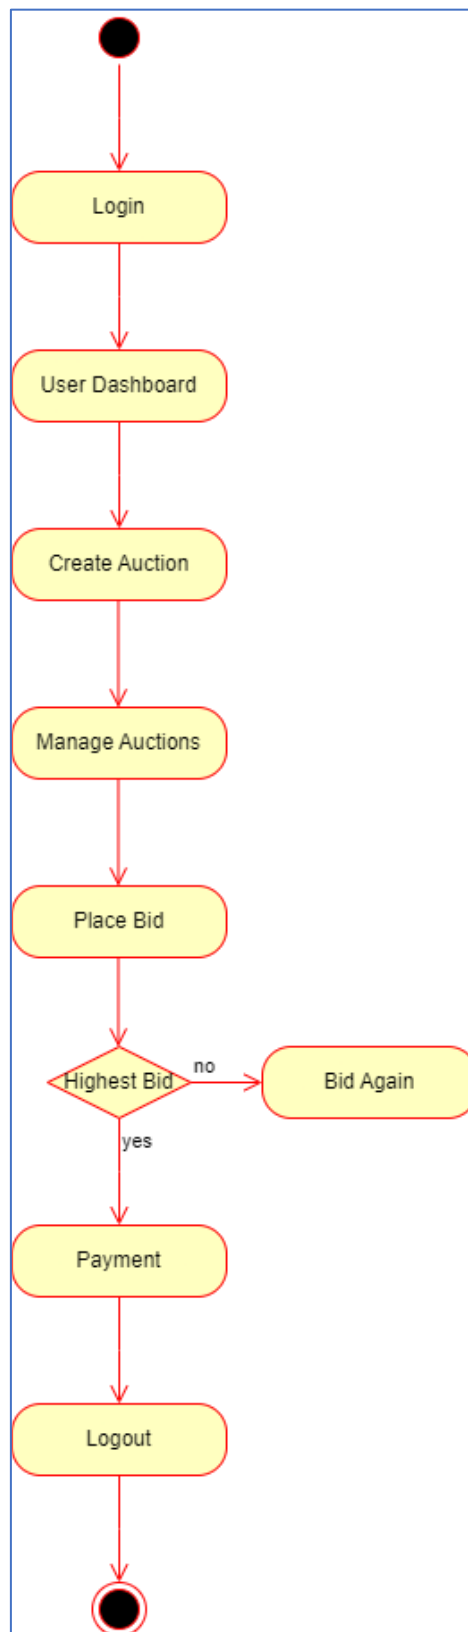 Login
User Dashboard
Create Auction
Manage Auctions
Place Bid
Highest Bid
no
Bid Again
yes
Payment
Logout